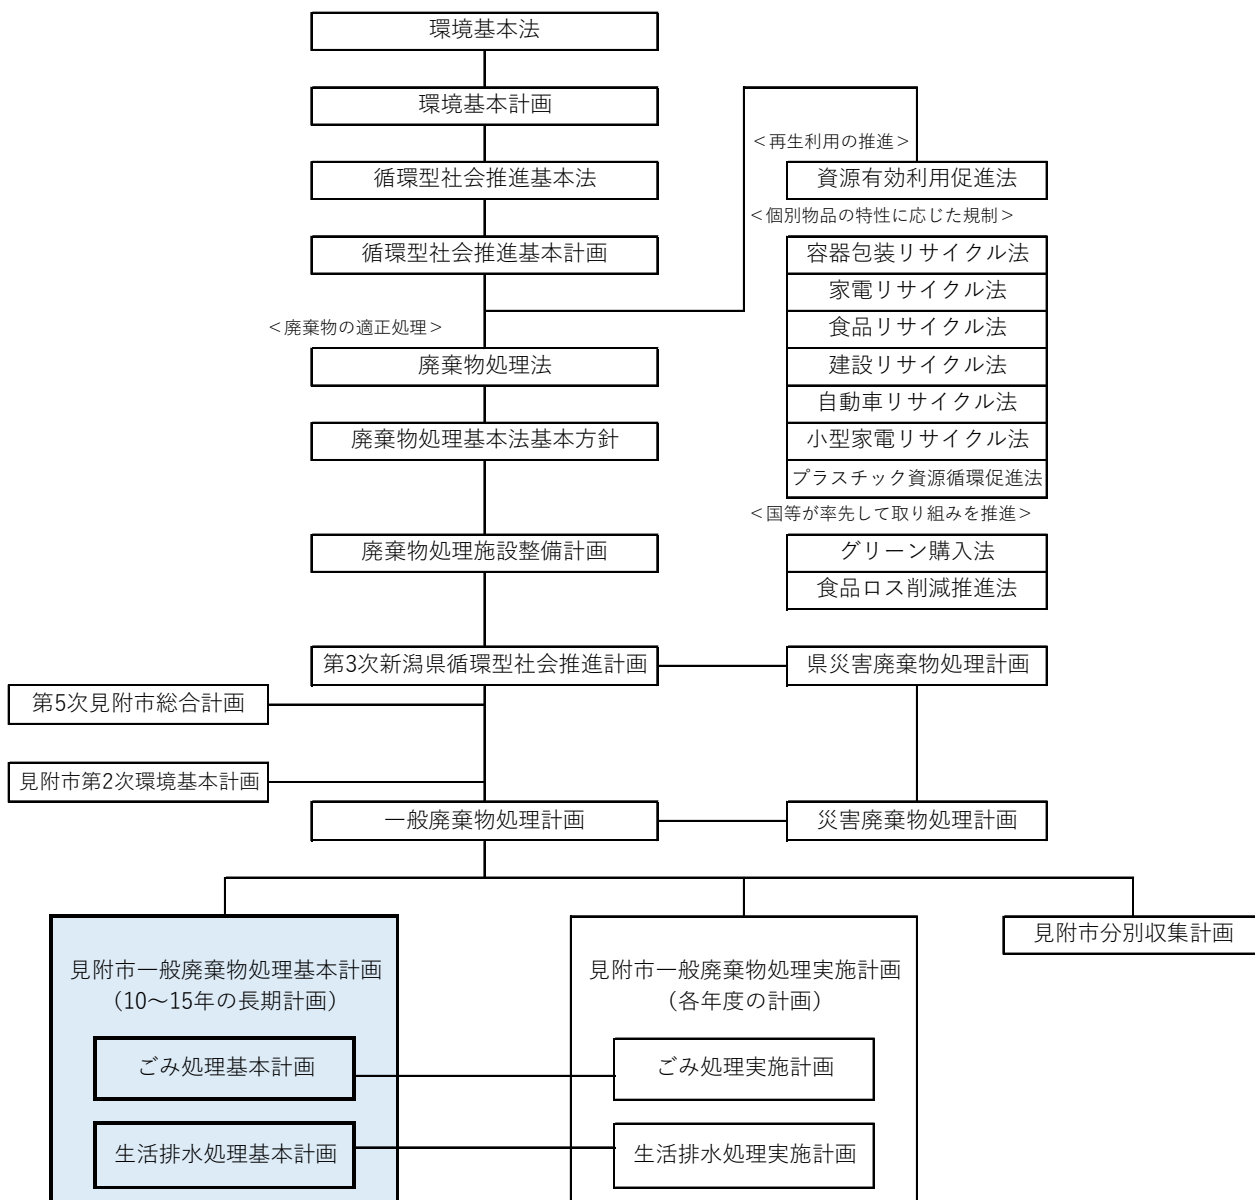 環境基本法
環境基本計画
循環型社会推進基本法
循環型社会推進基本計画
＜廃棄物の適正処理＞
廃棄物処理法
廃棄物処理基本法基本方針
廃棄物処理施設整備計画
＜再生利用の推進＞
資源有効利用促進法
＜個別物品の特性に応じた規制＞
容器包装リサイクル法
家電リサイクル法
食品リサイクル法
建設リサイクル法
自動車リサイクル法
小型家電リサイクル法
プラスチック資源循環促進法
＜国等が率先して取り組みを推進＞
グリーン購入法
食品ロス削減推進法
第3次新潟県循環型社会推進計画
県災害廃棄物処理計画
第5次見附市総合計画
見附市第2次環境基本計画
一般廃棄物処理計画
災害廃棄物処理計画
見附市一般廃棄物処理基本計画
（10～15年の長期計画）
ごみ処理基本計画
生活排水処理基本計画
見附市一般廃棄物処理実施計画
（各年度の計画）
ごみ処理実施計画
生活排水処理実施計画
見附市分別収集計画